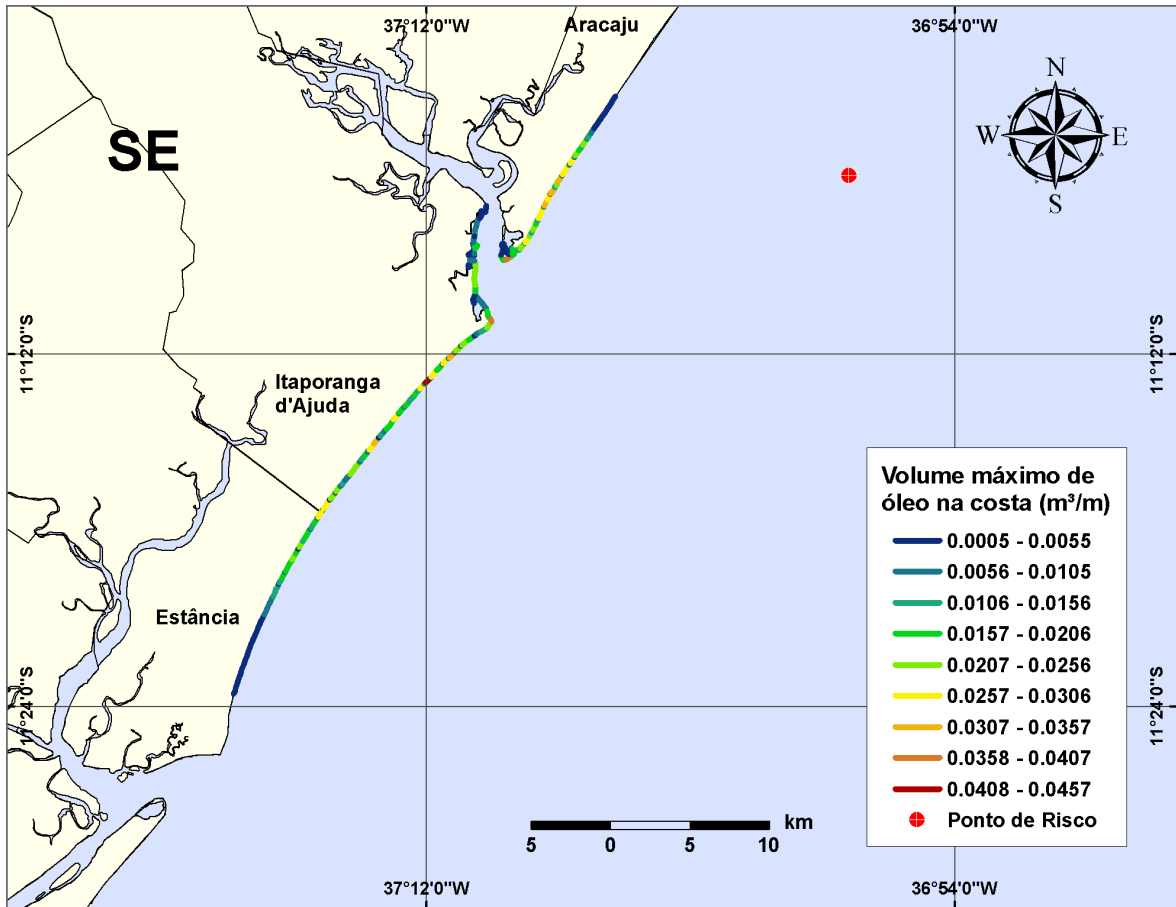 37°12'0"W
Aracaju
36°54'0"W
SE
N
W
E
S
11°12'0"S
11°12'0"S
Itaporanga
d'Ajuda
Volume máximo de
óleo na costa (m³/m)
0.0005 - 0.0055
0.0056 - 0.0105
0.0106 - 0.0156
0.0157 - 0.0206
0.0207 - 0.0256
0.0257 - 0.0306
0.0307 - 0.0357
0.0358 - 0.0407
0.0408 - 0.0457
Ponto de Risco
Estância
11°24'0"S
11°24'0"S
km
5 0 5 10
37°12'0"W
36°54'0"W